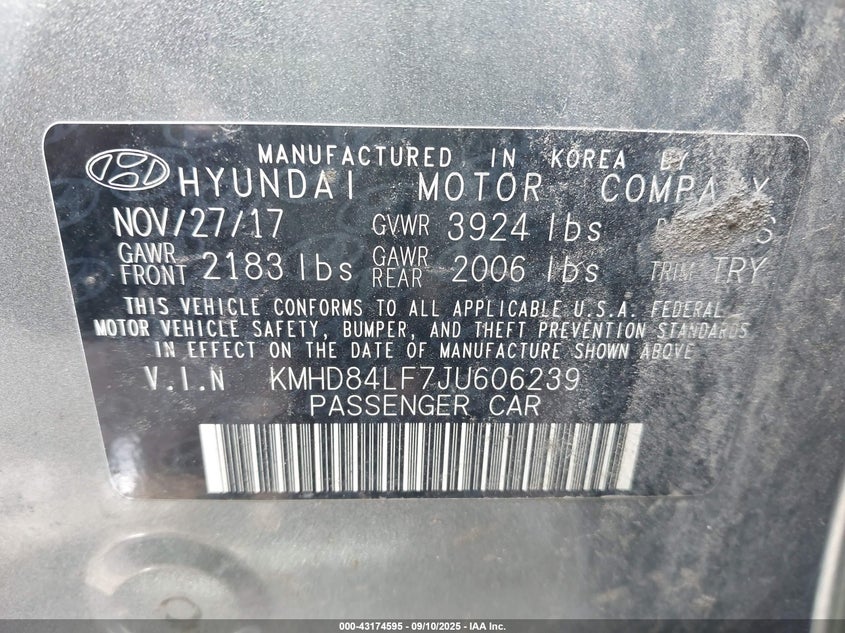 MANUFACTURED IN KOREA BY
HYUNDAI MOTOR COMPANY
NOV/27/17 GVWR 3924 lbs
GAWR FRONT 2183 lbs GAWR REAR 2006 lbs TRIM TRY
THIS VEHICLE CONFORMS TO ALL APPLICABLE U.S.A. FEDERAL
MOTOR VEHICLE SAFETY, BUMPER, AND THEFT PREVENTION STANDARDS
IN EFFECT ON THE DATE OF MANUFACTURE SHOWN ABOVE
V.I.N KMHD84LF7JU606239
PASSENGER CAR
000-43174595 - 09/10/2025 - IAA Inc.